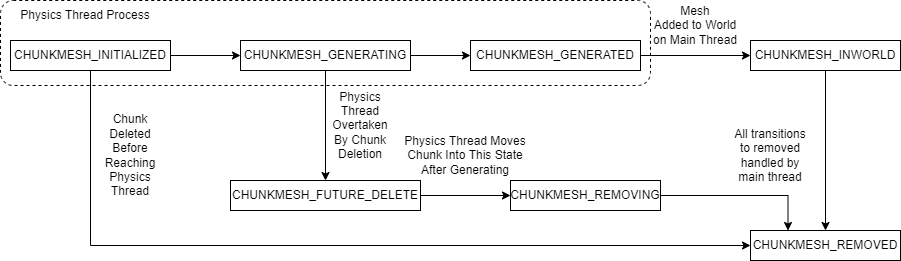 Physics Thread Process
CHUNKMESH_INITIALIZED
CHUNKMESH_GENERATING
CHUNKMESH_GENERATED
Mesh
Added to World
on Main Thread
CHUNKMESH_INWORLD
Chunk
Deleted
Before
Reaching
Physics
Thread
Physics
Thread
Overtaken
By Chunk
Deletion
Physics Thread Moves
Chunk Into This State
After Generating
All transitions
to removed
handled by
main thread
CHUNKMESH_FUTURE_DELETE
CHUNKMESH_REMOVING
CHUNKMESH_REMOVED